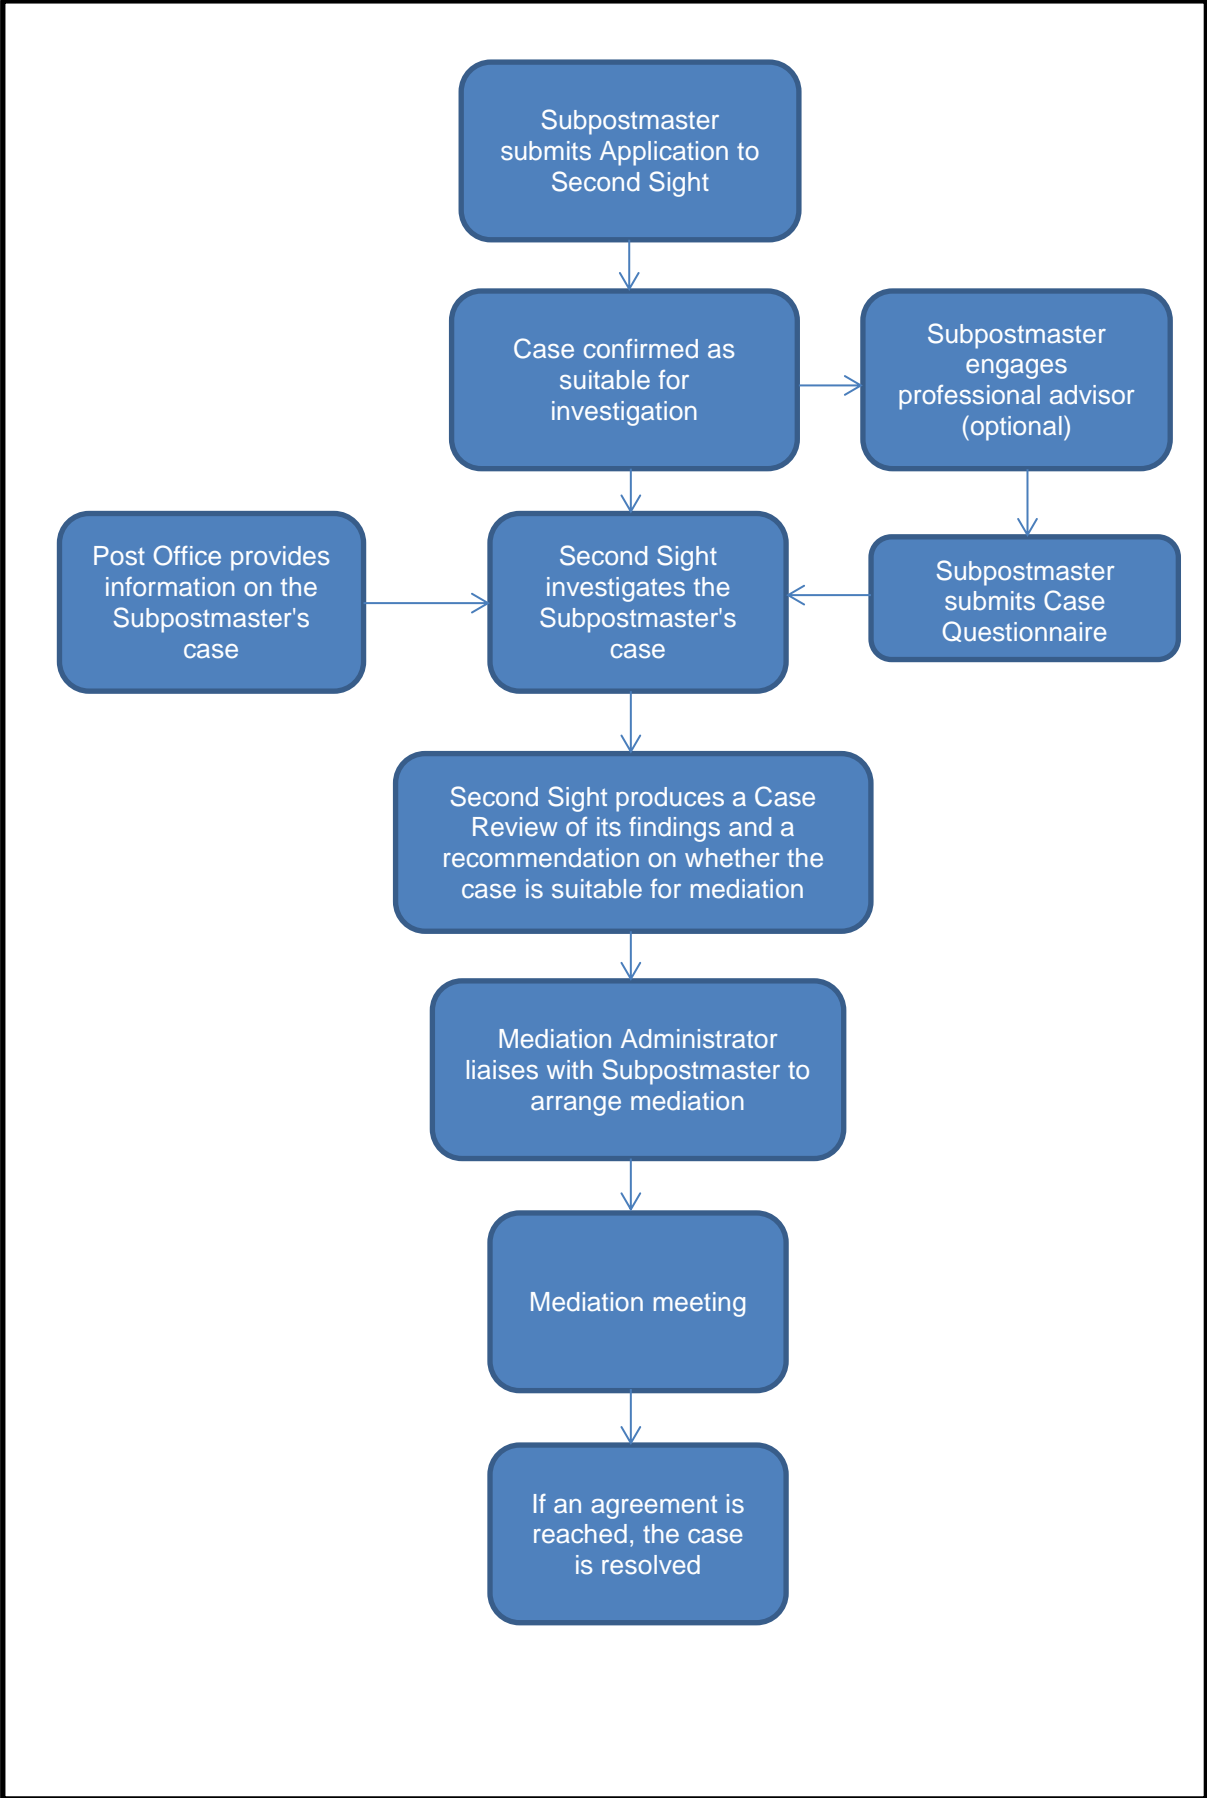 Subpostmaster
submits Application to
Second Sight
Case confirmed as
suitable for
investigation
Subpostmaster
engages
professional advisor
(optional)
Post Office provides
information on the
Subpostmaster's
case
Second Sight
investigates the
Subpostmaster's
case
Subpostmaster
submits Case
Questionnaire
Second Sight produces a Case
Review of its findings and a
recommendation on whether the
case is suitable for mediation
Mediation Administrator
liaises with Subpostmaster to
arrange mediation
Mediation meeting
If an agreement is
reached, the case
is resolved